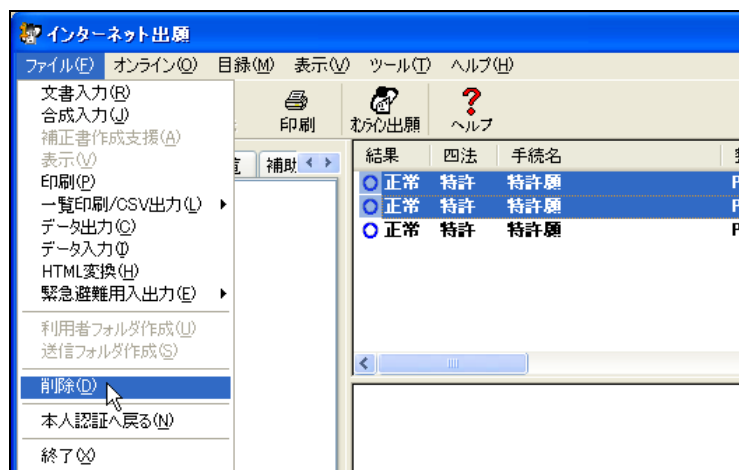 インターネット出願
ファイル(F) オンライン(O) 目録(M) 表示(V) ツール(T) ヘルプ(H)
印刷 オンライン出願 ヘルプ
補助
結果 四法 手続名
正常 特許 特許願
正常 特許 特許願
正常 特許 特許願
文書入力(R)
合成入力(J)
補正書作成支援(A)
表示(V)
印刷(P)
一覧印刷/CSV出力(L)
データ出力(C)
データ入力(I)
HTML変換(H)
緊急避難用入出力(E)
利用者フォルダ作成(U)
送信フォルダ作成(S)
削除(D)
本人認証へ戻る(N)
終了(X)